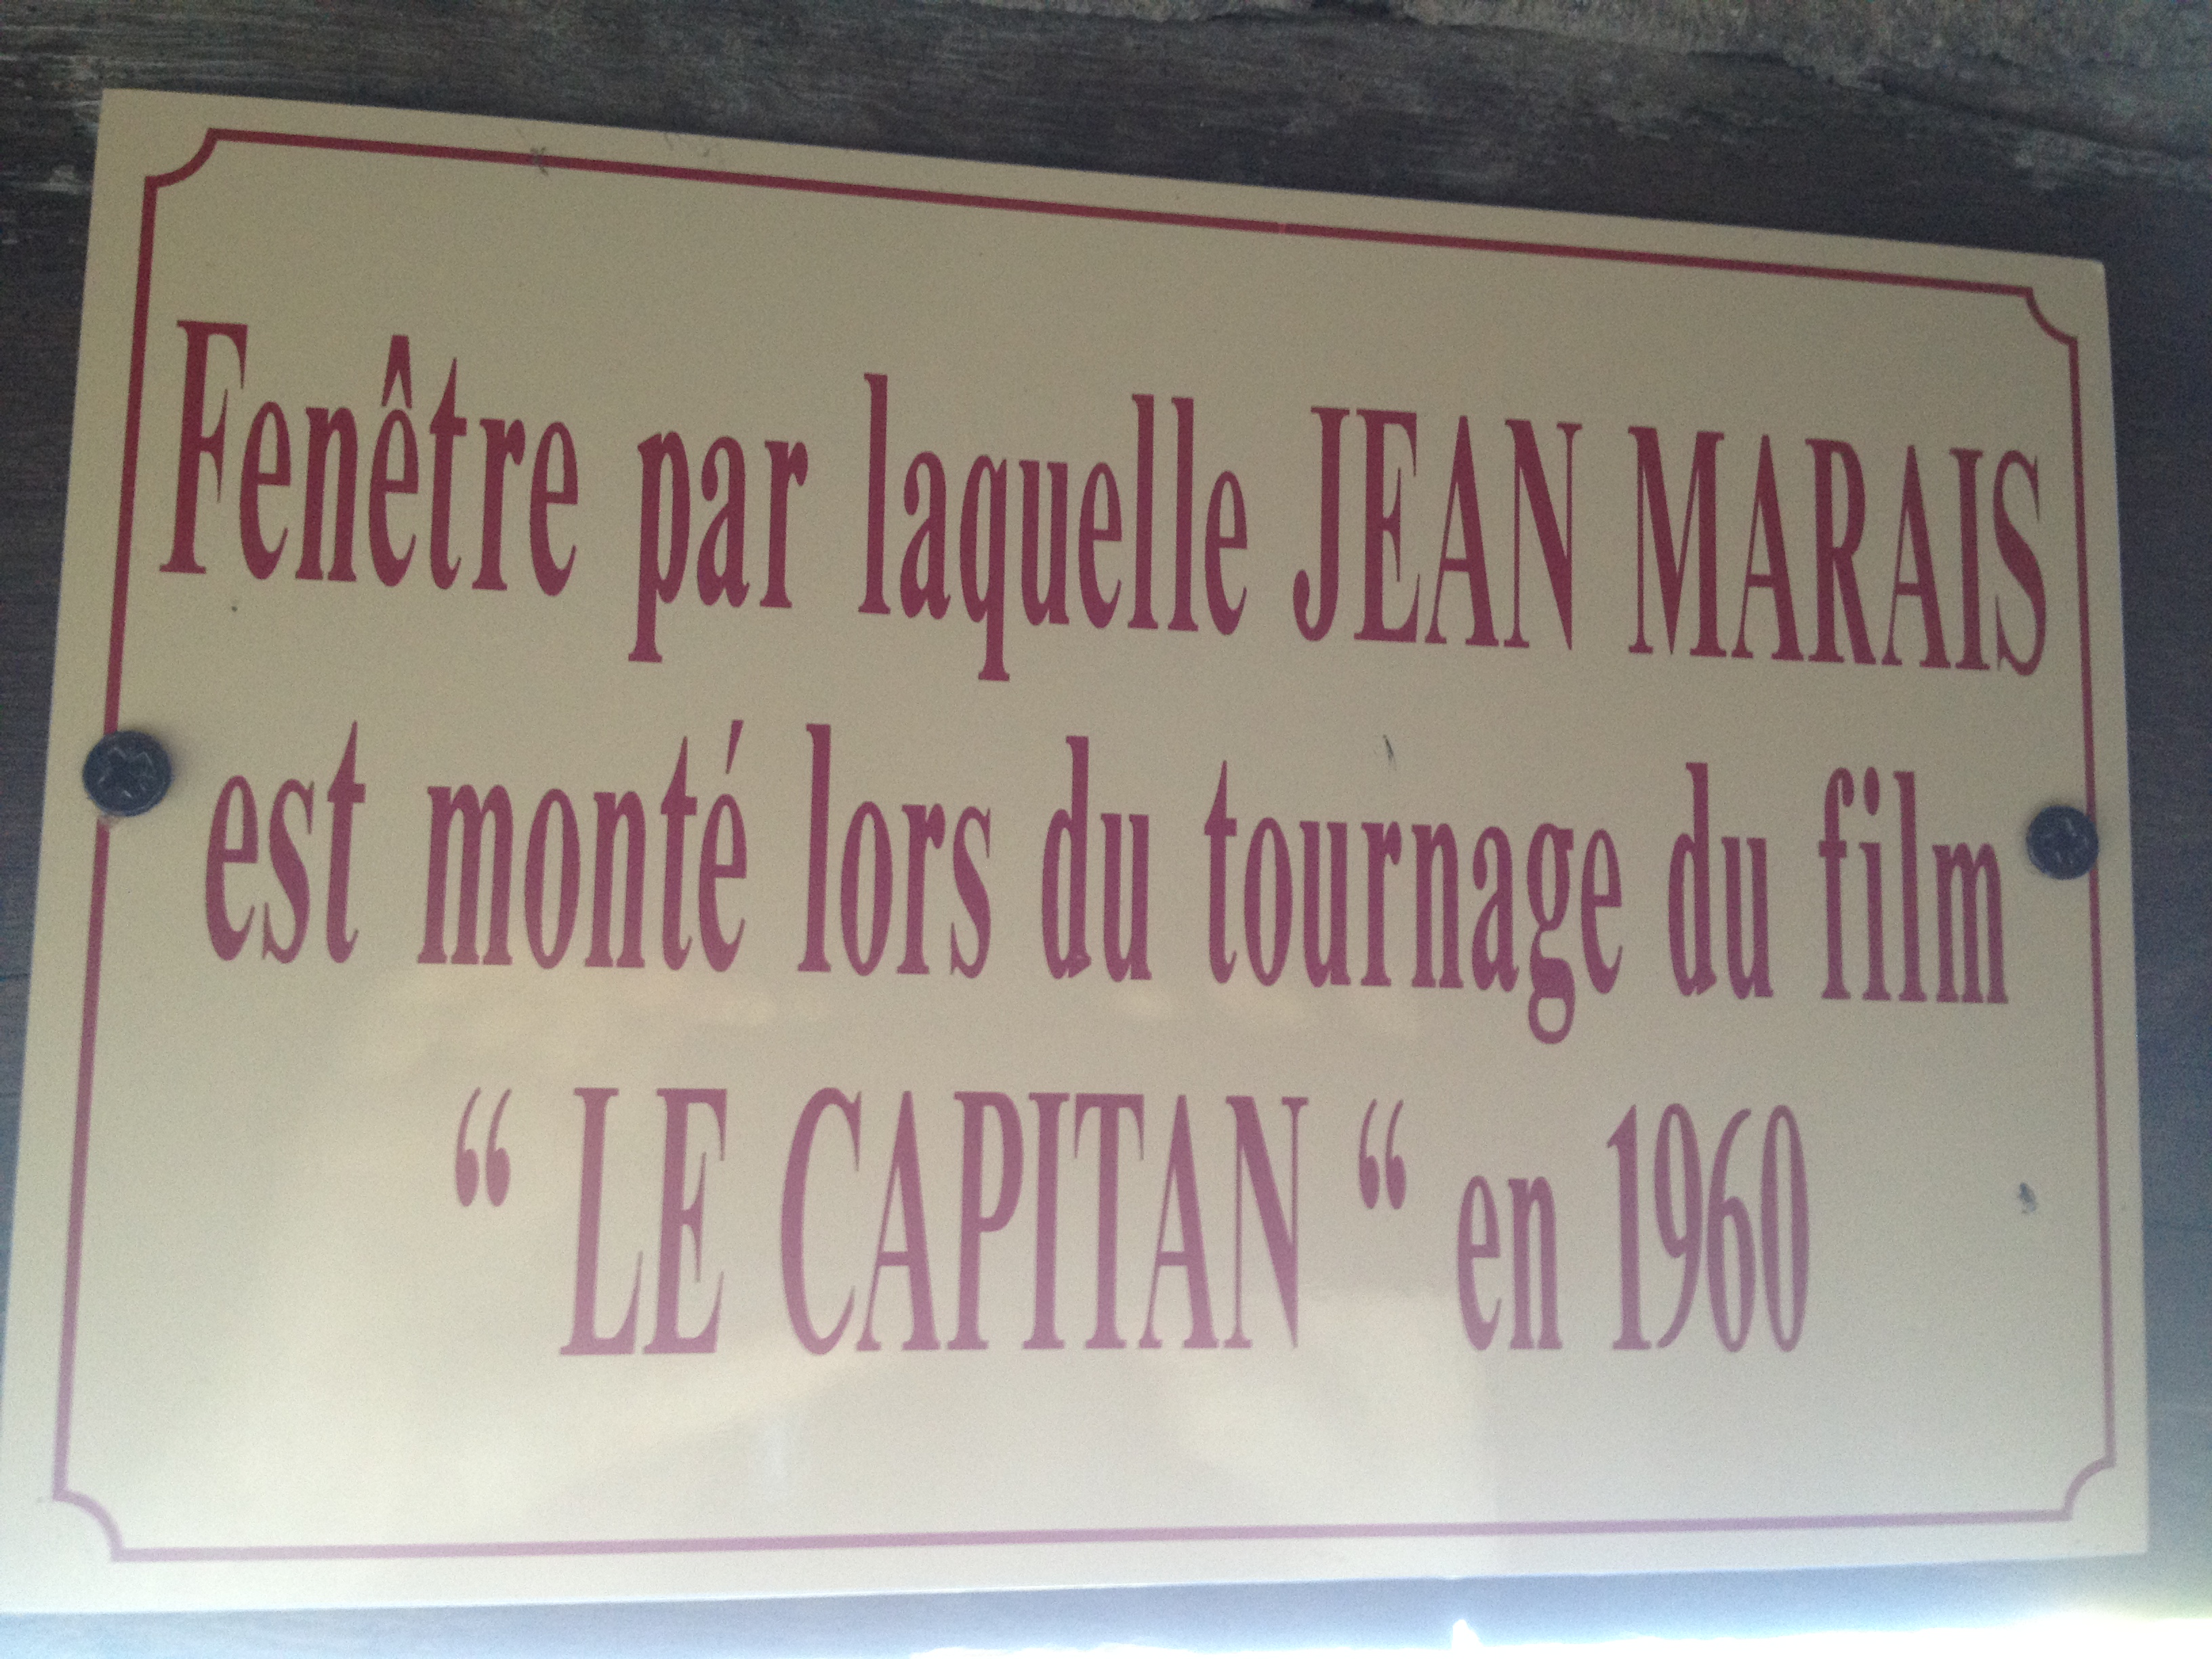 Fenêtre par laquelle JEAN MARAIS
est monté lors du tournage du film
“ LE CAPITAN “ en 1960